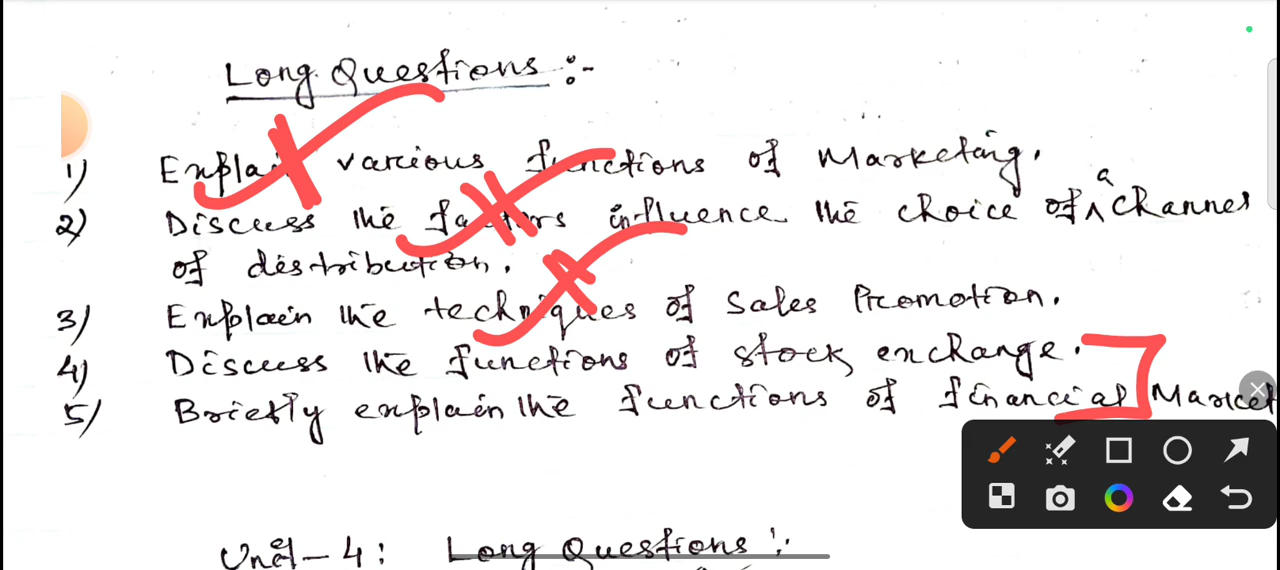 Long Questions :-
1) Explain various functions of Marketing.
2) Discuss the factors influence the choice of a channel
of distribution.
3) Explain the techniques of Sales Promotion.
4) Discuss the functions of stock exchange.
5) Briefly explain the functions of financial Market
Unit-4: Long Questions :